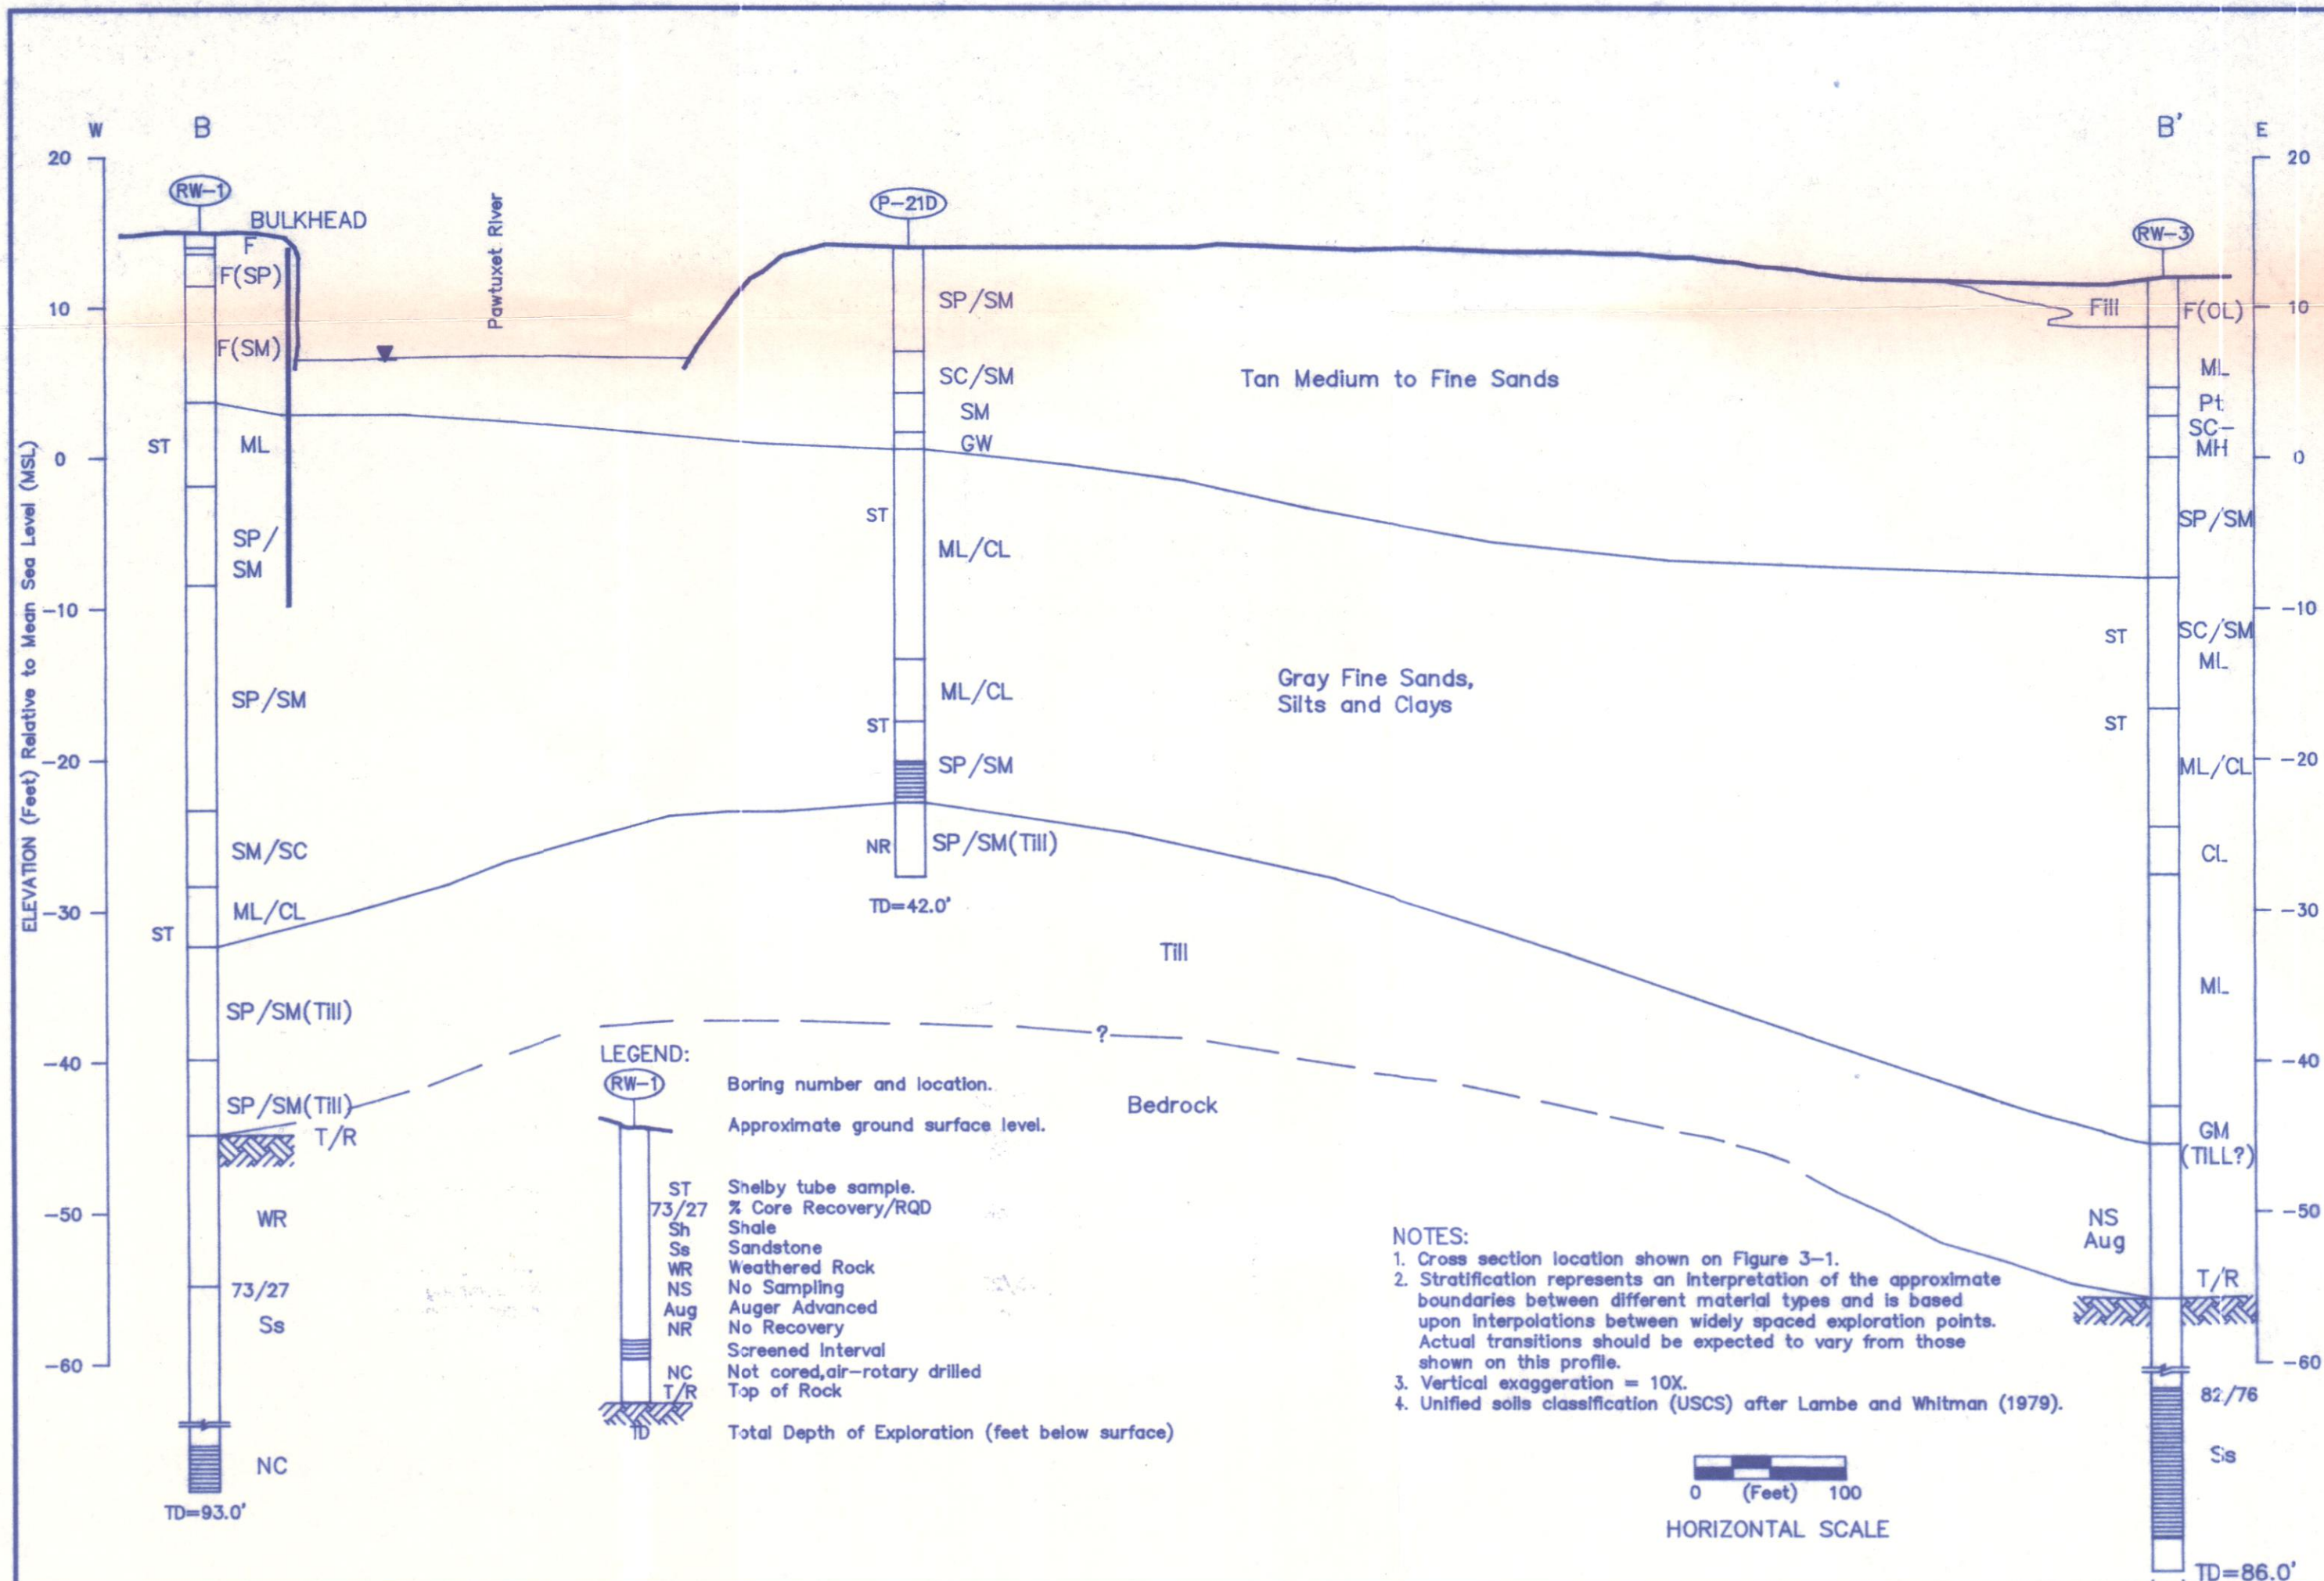 W
B
B'
E
20
10
0
-10
-20
-30
-40
-50
-60
ELEVATION (Feet) Relative to Mean Sea Level (MSL)
RW-1
BULKHEAD
F
F(SP)
F(SM)
ST
ML
SP/
SM
SP/SM
SM/SC
ML/CL
ST
SP/SM(Till)
SP/SM(Till)
T/R
WR
73/27
Ss
NC
TD=93.0'
Pawtuxet River
P-21D
SP/SM
SC/SM
SM
GW
ST
ML/CL
ML/CL
ST
SP/SM
NR
SP/SM(Till)
TD=42.0'
Tan Medium to Fine Sands
Gray Fine Sands,
Silts and Clays
Till
?
Bedrock
RW-3
Fill
F(OL)
ML
Pt
SC-
MH
SP/SM
ST
SC/SM
ML
ST
ML/CL
CL
ML
GM
(TILL?)
NS
Aug
T/R
82/76
Ss
TD=86.0'
20
10
0
-10
-20
-30
-40
-50
-60
LEGEND:
RW-1 Boring number and location.
Approximate ground surface level.
ST Shelby tube sample.
73/27 % Core Recovery/RQD
Sh Shale
Ss Sandstone
WR Weathered Rock
NS No Sampling
Aug Auger Advanced
NR No Recovery
Screened Interval
NC Not cored,air-rotary drilled
T/R Top of Rock
TD Total Depth of Exploration (feet below surface)
NOTES:
1. Cross section location shown on Figure 3-1.
2. Stratification represents an interpretation of the approximate
boundaries between different material types and is based
upon interpolations between widely spaced exploration points.
Actual transitions should be expected to vary from those
shown on this profile.
3. Vertical exaggeration = 10X.
4. Unified soils classification (USCS) after Lambe and Whitman (1979).
0 (Feet) 100
HORIZONTAL SCALE